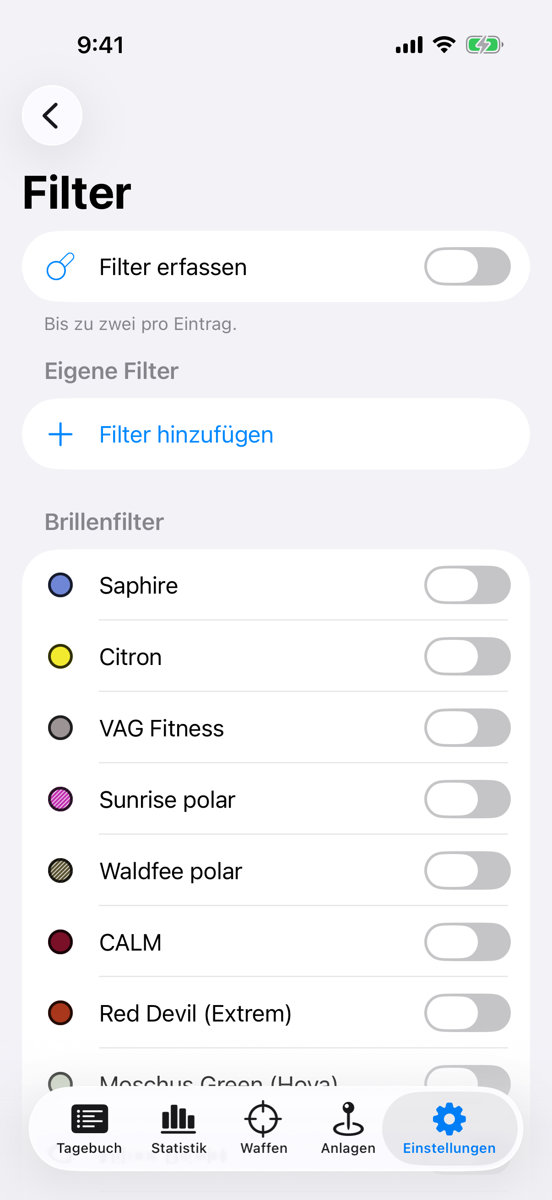 9:41
Filter
Filter erfassen
Bis zu zwei pro Eintrag.
Eigene Filter
Filter hinzufügen
Brillenfilter
Saphire
Citron
VAG Fitness
Sunrise polar
Waldfee polar
CALM
Red Devil (Extrem)
Moschus Green (Hoya)
Tagebuch
Statistik
Waffen
Anlagen
Einstellungen